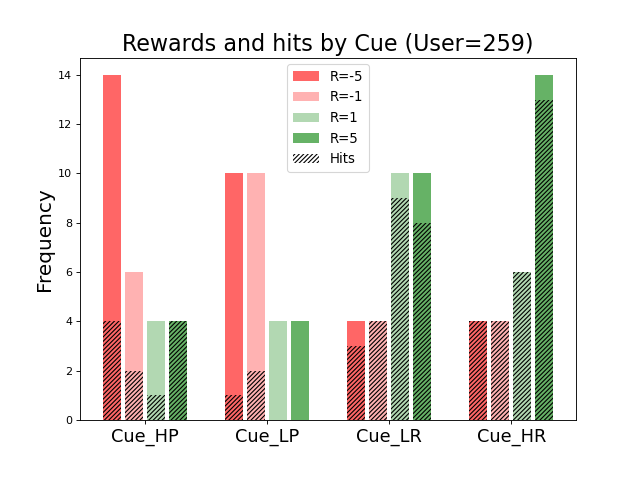 Rewards and hits by Cue (User=259)
R=-5
R=-1
R=1
R=5
Hits
Frequency
14
12
10
8
6
4
2
0
Cue_HP
Cue_LP
Cue_LR
Cue_HR